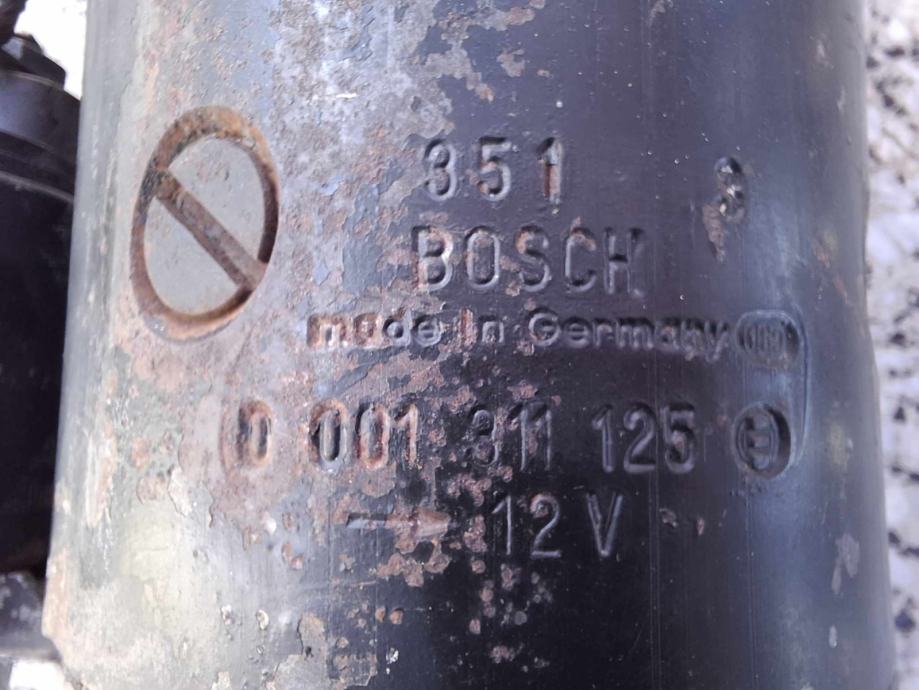 351
BOSCH
made in Germany
0 001 311 125
→ 12 V